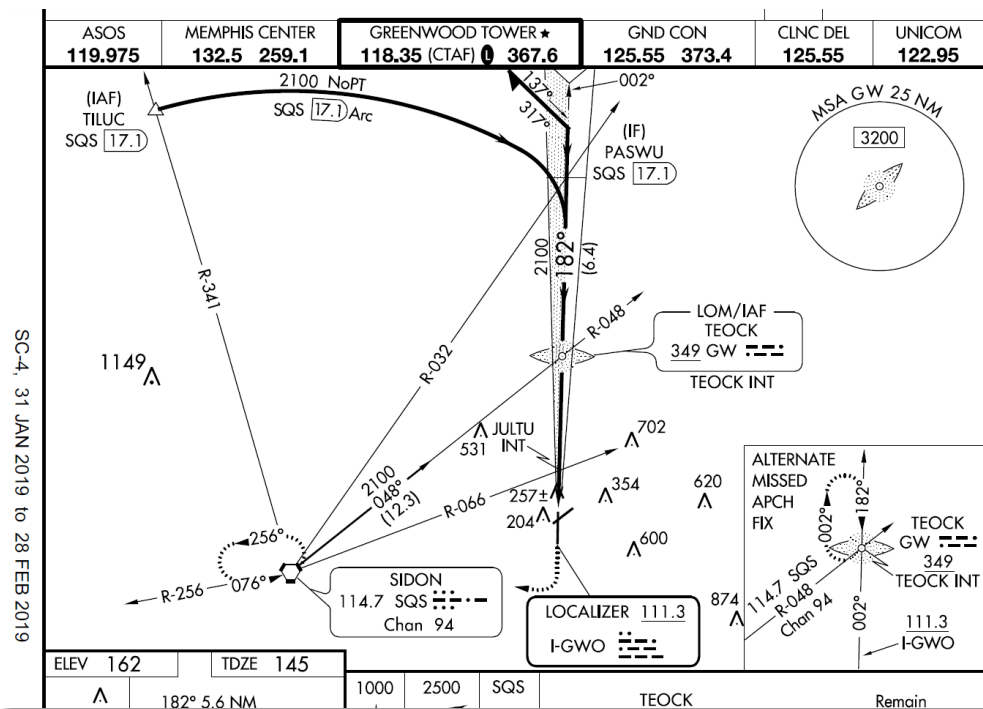 ASOS
119.975
MEMPHIS CENTER
132.5 259.1
GREENWOOD TOWER ★
118.35 (CTAF) L 367.6
GND CON
125.55 373.4
CLNC DEL
125.55
UNICOM
122.95
2100 NoPT
SQS 17.1 Arc
(IAF)
TILUC
SQS 17.1
137°
317°
002°
(IF)
PASWU
SQS 17.1
MSA GW 25 NM
3200
2100
182°
(6.4)
R-341
R-032
R-048
LOM/IAF
TEOCK
349 GW
TEOCK INT
1149
531
JULTU
INT
702
2100
048°
(12.3)
R-066
257±
354
620
204
600
256°
R-256
076°
SIDON
114.7 SQS
Chan 94
LOCALIZER 111.3
I-GWO
874
ALTERNATE
MISSED
APCH
FIX
182°
002°
TEOCK
GW
349
TEOCK INT
114.7 SQS
R-048
Chan 94
002°
111.3
I-GWO
SC-4, 31 JAN 2019 to 28 FEB 2019
ELEV 162
TDZE 145
182° 5.6 NM
1000
2500
SQS
TEOCK
Remain